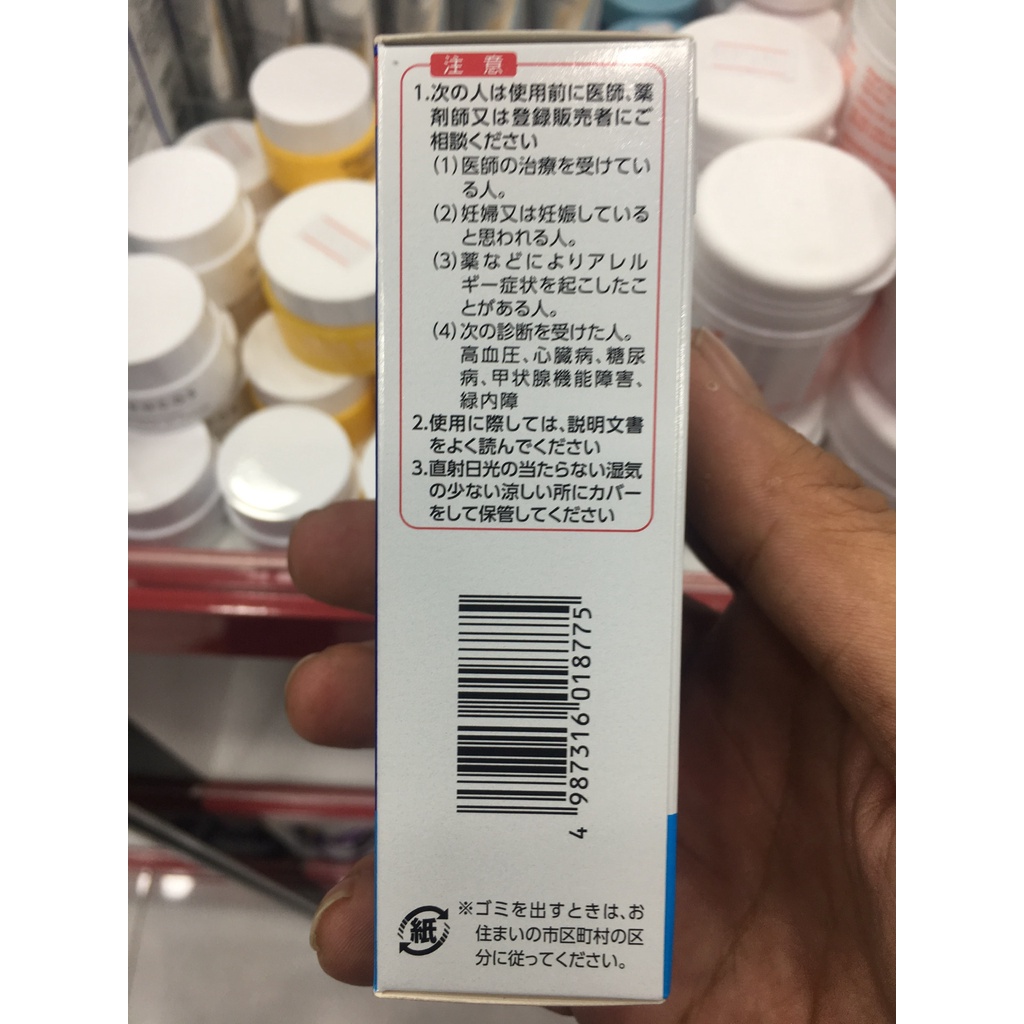 注意
1.次の人は使用前に医師、薬
剤師又は登録販売者にご
相談ください
(1)医師の治療を受けてい
る人。
(2)妊婦又は妊娠している
と思われる人。
(3)薬などによりアレル
ギー症状を起こしたこ
とがある人。
(4)次の診断を受けた人。
高血圧、心臓病、糖尿
病、甲状腺機能障害、
緑内障
2.使用に際しては、説明文書
をよく読んでください
3.直射日光の当たらない湿気
の少ない涼しい所にカバー
をして保管してください
4 987316 018775
紙
※ゴミを出すときは、お
住まいの市区町村の区
分に従ってください。